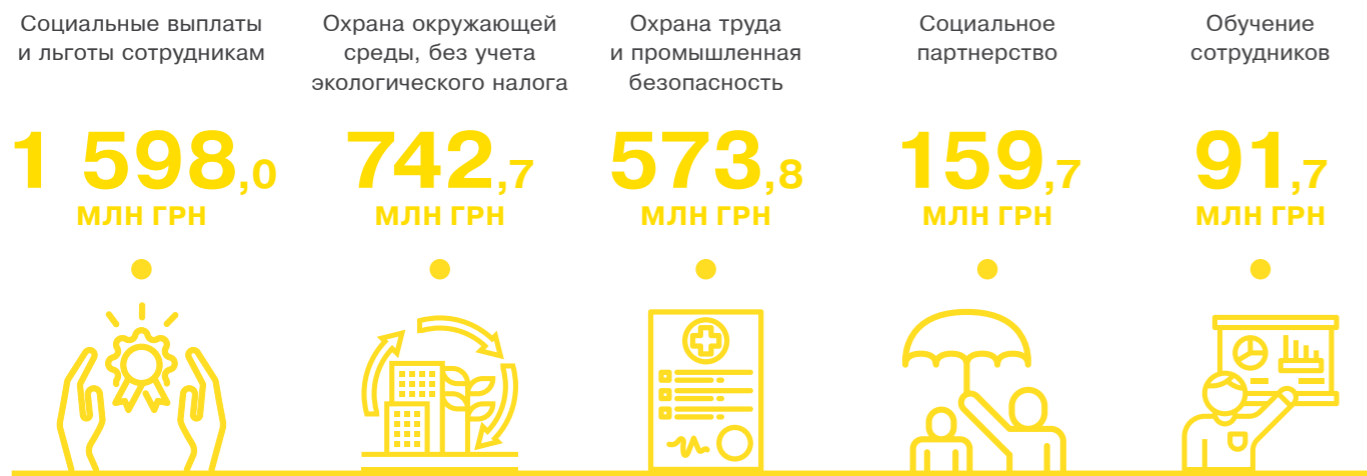 Социальные выплаты
и льготы сотрудникам
1 598,0
МЛН ГРН
Охрана окружающей
среды, без учета
экологического налога
742,7
МЛН ГРН
Охрана труда
и промышленная
безопасность
573,8
МЛН ГРН
Социальное
партнерство
159,7
МЛН ГРН
Обучение
сотрудников
91,7
МЛН ГРН